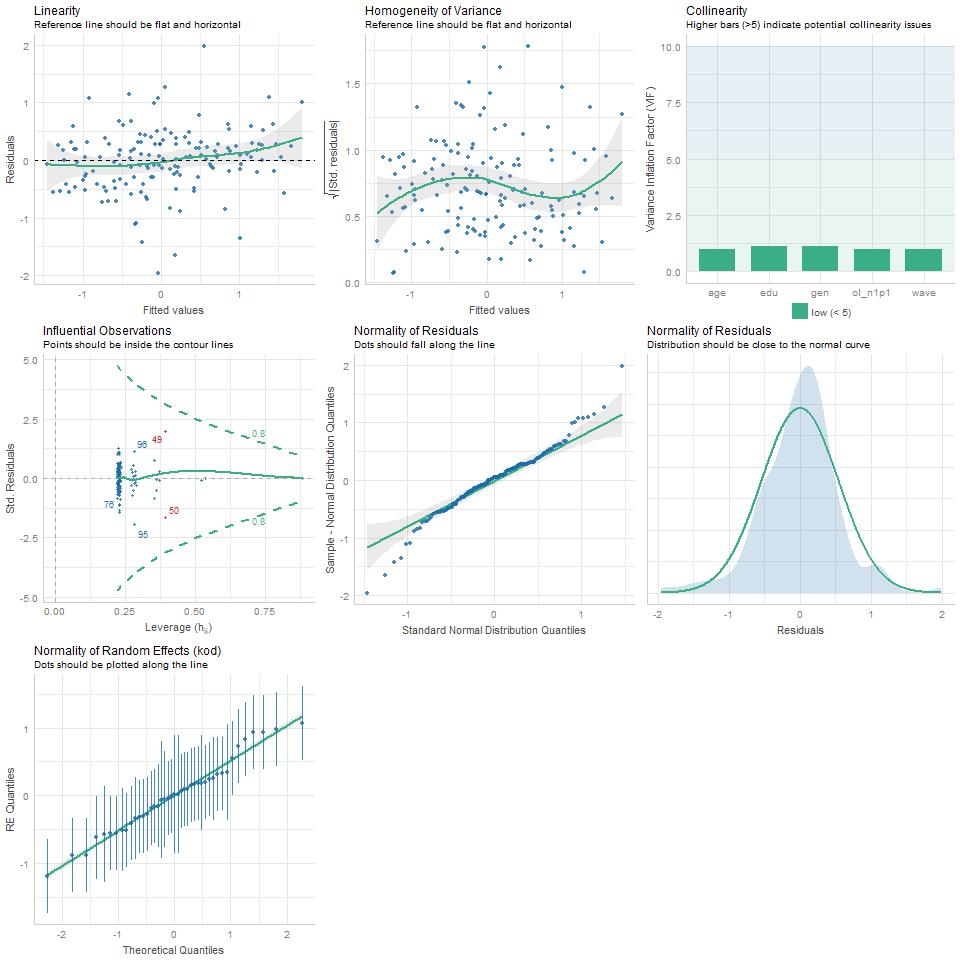 Linearity
Reference line should be flat and horizontal
Residuals
2
1
0
-1
-2
-1
0
1
Fitted values
Homogeneity of Variance
Reference line should be flat and horizontal
√|Std. residuals|
1.5
1.0
0.5
0.0
-1
0
1
Fitted values
Collinearity
Higher bars (>5) indicate potential collinearity issues
Variance Inflation Factor (VIF)
10.0
7.5
5.0
2.5
0.0
age
edu
gen
ol_n1p1
wave
low (< 5)
Influential Observations
Points should be inside the contour lines
Std. Residuals
5.0
2.5
0.0
-2.5
-5.0
96
49
0.8
76
50
95
0.8
0.00
0.25
0.50
0.75
Leverage (hii)
Normality of Residuals
Dots should fall along the line
Sample - Normal Distribution Quantiles
2
1
0
-1
-2
-1
0
1
Standard Normal Distribution Quantiles
Normality of Residuals
Distribution should be close to the normal curve
-2
-1
0
1
2
Residuals
Normality of Random Effects (kod)
Dots should be plotted along the line
RE Quantiles
1
0
-1
-2
-1
0
1
2
Theoretical Quantiles